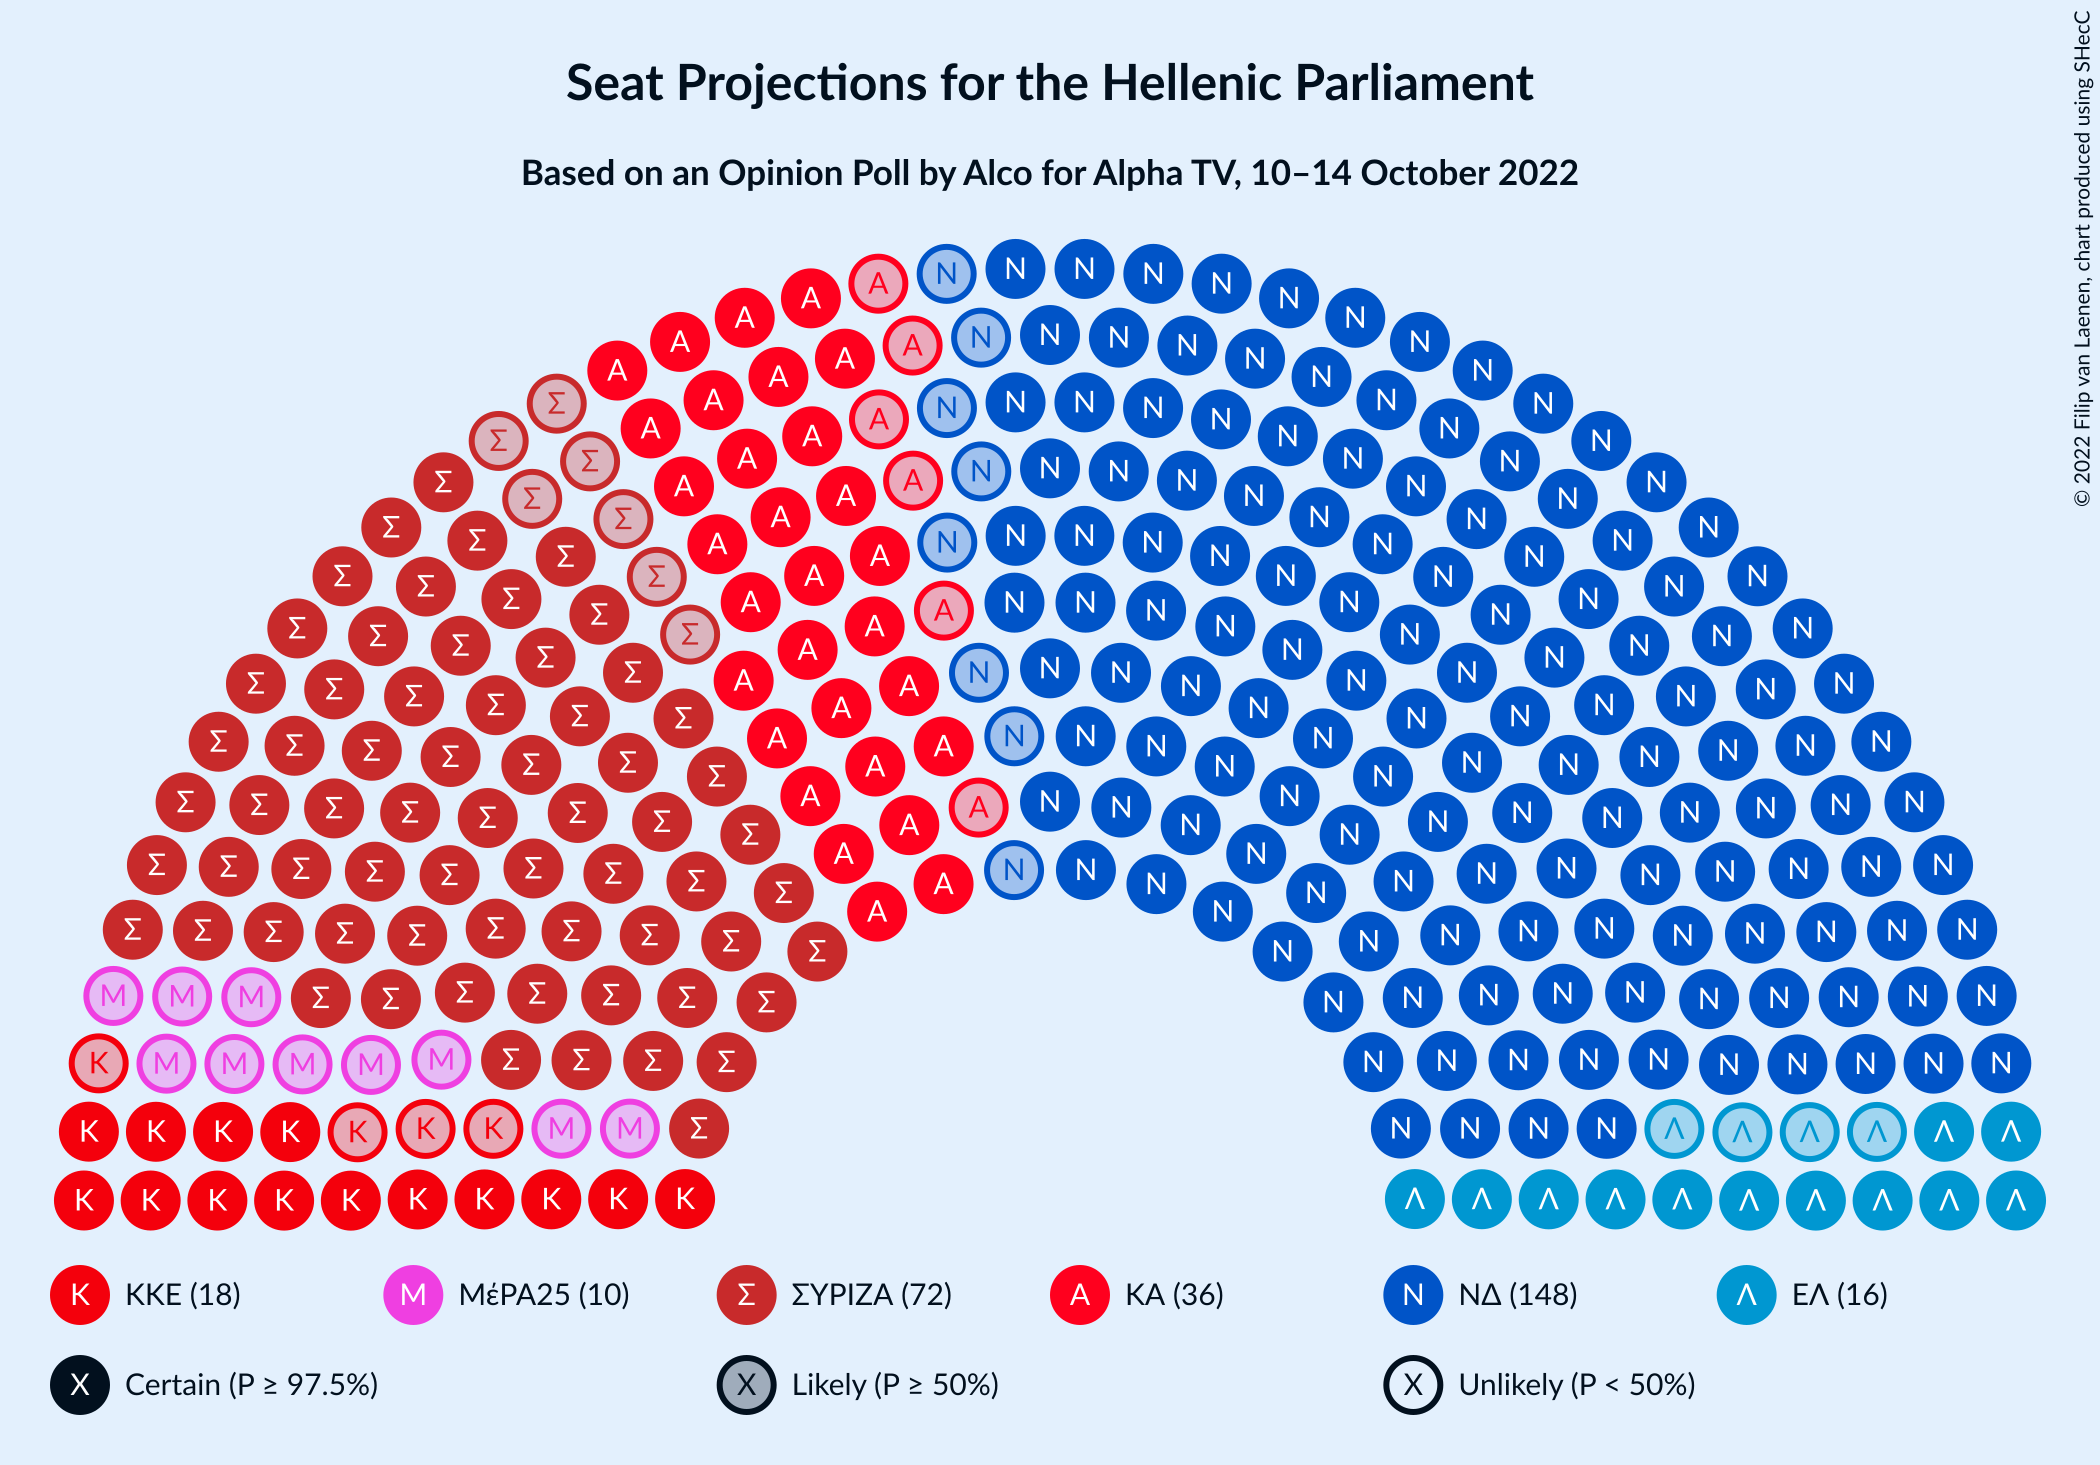 Seat Projections for the Hellenic Parliament
Based on an Opinion Poll by Alco for Alpha TV, 10–14 October 2022
© 2022 Filip van Laenen, chart produced using SHecC
K ΚΚΕ (18)
M ΜέΡΑ25 (10)
Σ ΣΥΡΙΖΑ (72)
A ΚΑ (36)
N ΝΔ (148)
Λ ΕΛ (16)
X Certain (P ≥ 97.5%)
X Likely (P ≥ 50%)
X Unlikely (P < 50%)